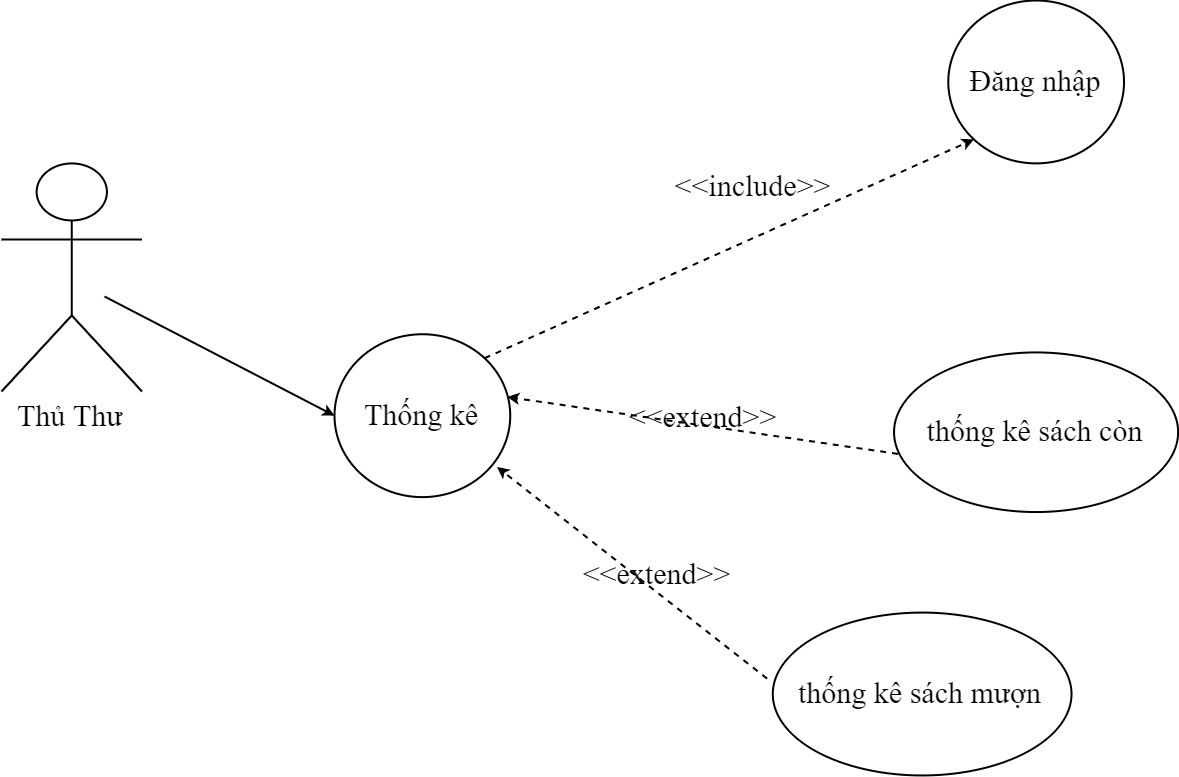 Đăng nhập
<<include>>
Thủ Thư
Thống kê
<<extend>>
thống kê sách còn
<<extend>>
thống kê sách mượn